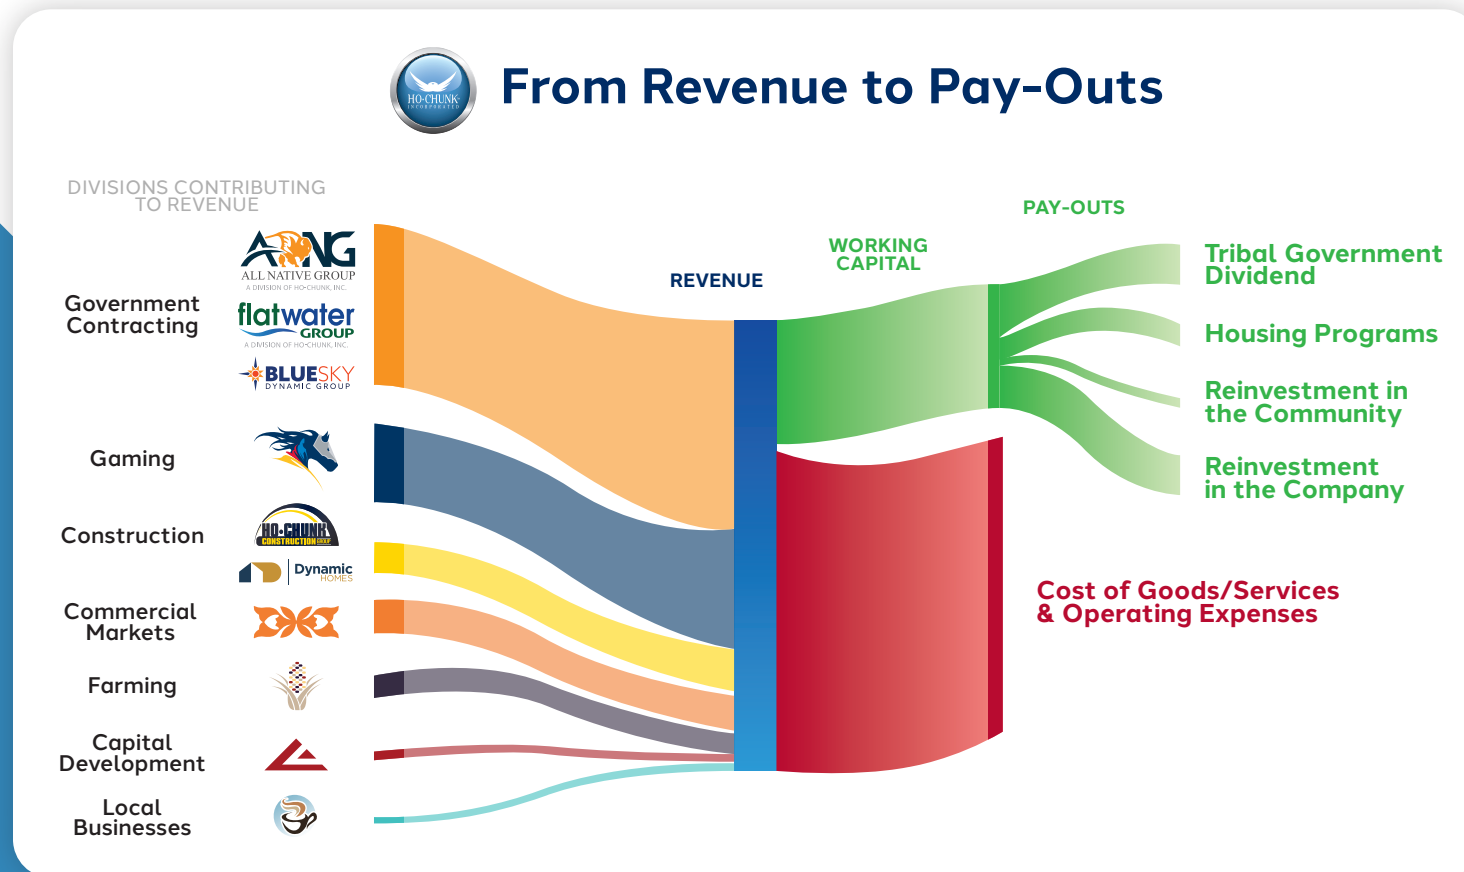 HO-CHUNK
INCORPORATED
From Revenue to Pay-Outs
DIVISIONS CONTRIBUTING
TO REVENUE
Government
Contracting
ANG
ALL NATIVE GROUP
A DIVISION OF HO-CHUNK, INC.
flatwater
GROUP
A DIVISION OF HO-CHUNK, INC.
BLUESKY
DYNAMIC GROUP
Gaming
Construction
HO-CHUNK
CONSTRUCTION GROUP
Dynamic
HOMES
Commercial
Markets
Farming
Capital
Development
Local
Businesses
REVENUE
WORKING
CAPITAL
PAY-OUTS
Tribal Government
Dividend
Housing Programs
Reinvestment in
the Community
Reinvestment
in the Company
Cost of Goods/Services
& Operating Expenses